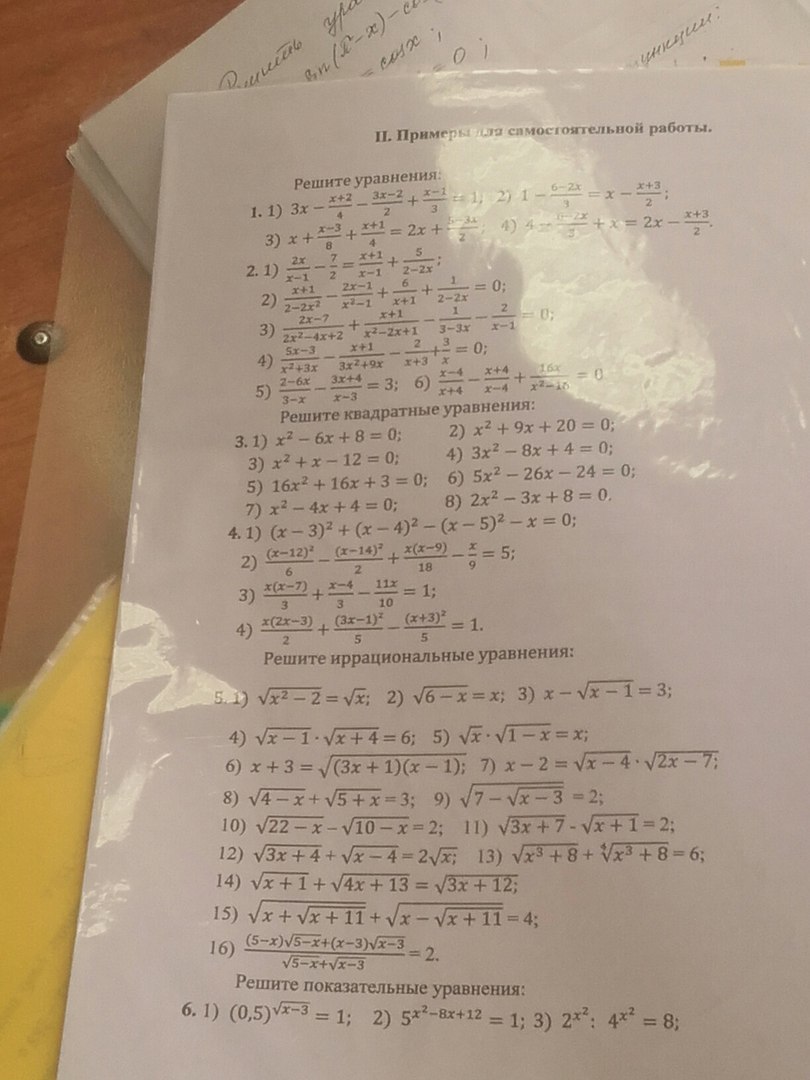 Решить
= cosx ;
= 0 ;
II. Примеры для самостоятельной работы.
Решите уравнения:
1. 1) 3x − (x+2)/4 − (3x−2)/2 + (x−1)/3 = 1; 2) 1 − (6−2x)/3 = x − (x+3)/2;
3) x + (x−3)/8 + (x+1)/4 = 2x + (5−3x)/2; 4) 4 − + x = 2x − (x+3)/2.
2. 1) 2x/(x−1) − 7/2 = (x+1)/(x−1) + 5/(2−2x);
2) (x+1)/(2−2x²) − (2x−1)/(x²−1) + 6/(x+1) + 1/(2−2x) = 0;
3) (2x−7)/(2x²−4x+2) + (x+1)/(x²−2x+1) − 1/(3−3x) − 2/(x−1) = 0;
4) (5x−3)/(x²+3x) − (x+1)/(3x²+9x) − 2/(x+3) + 3/x = 0;
5) (2−6x)/(3−x) − (3x+4)/(x−3) = 3; 6) (x−4)/(x+4) − (x+4)/(x−4) + 16x/(x²−16) = 0
Решите квадратные уравнения:
3. 1) x² − 6x + 8 = 0; 2) x² + 9x + 20 = 0;
3) x² + x − 12 = 0; 4) 3x² − 8x + 4 = 0;
5) 16x² + 16x + 3 = 0; 6) 5x² − 26x − 24 = 0;
7) x² − 4x + 4 = 0; 8) 2x² − 3x + 8 = 0.
4. 1) (x − 3)² + (x − 4)² − (x − 5)² − x = 0;
2) (x−12)²/6 − (x−14)²/2 + x(x−9)/18 − x/9 = 5;
3) x(x−7)/3 + (x−4)/3 − 11x/10 = 1;
4) x(2x−3)/2 + (3x−1)²/5 − (x+3)²/5 = 1.
Решите иррациональные уравнения:
5. 1) √(x² − 2) = √x; 2) √(6 − x) = x; 3) x − √(x − 1) = 3;
4) √(x − 1) · √(x + 4) = 6; 5) √x · √(1 − x) = x;
6) x + 3 = √((3x + 1)(x − 1)); 7) x − 2 = √(x − 4) · √(2x − 7);
8) √(4 − x) + √(5 + x) = 3; 9) √(7 − √(x − 3)) = 2;
10) √(22 − x) − √(10 − x) = 2; 11) √(3x + 7) - √(x + 1) = 2;
12) √(3x + 4) + √(x − 4) = 2√x; 13) √(x³ + 8) + ∜(x³ + 8) = 6;
14) √(x + 1) + √(4x + 13) = √(3x + 12);
15) √(x + √(x + 11)) + √(x − √(x + 11)) = 4;
16) ((5−x)√(5−x)+(x−3)√(x−3))/(√(5−x)+√(x−3)) = 2.
Решите показательные уравнения:
6. 1) (0,5)^√(x−3) = 1; 2) 5^(x²−8x+12) = 1; 3) 2^(x²): 4^(x²) = 8;